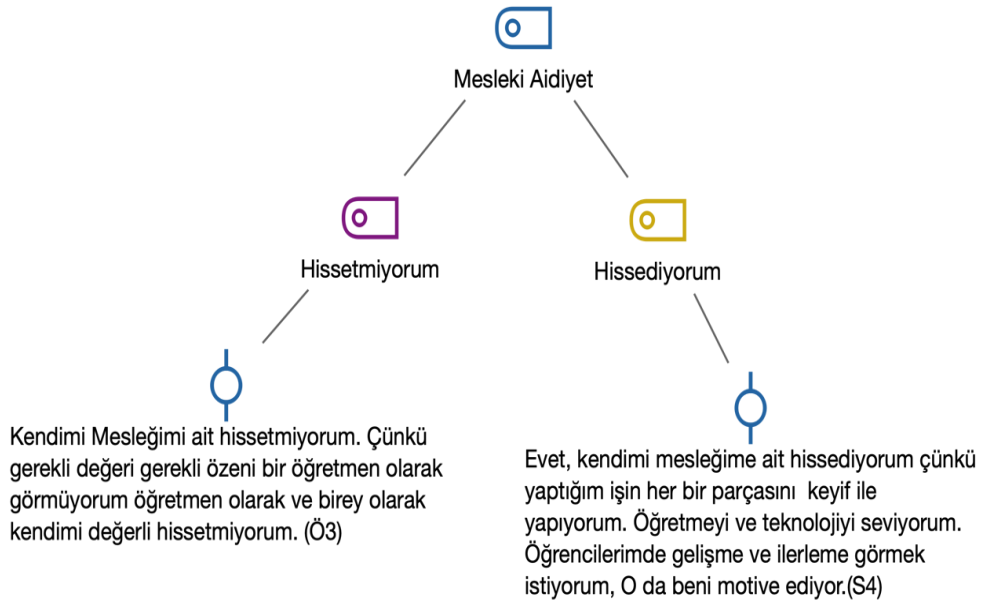 Mesleki Aidiyet
Hissetmiyorum
Hissediyorum
Kendimi Mesleğimi ait hissetmiyorum. Çünkü
gerekli değeri gerekli özeni bir öğretmen olarak
görmüyorum öğretmen olarak ve birey olarak
kendimi değerli hissetmiyorum. (Ö3)
Evet, kendimi mesleğime ait hissediyorum çünkü
yaptığım işin her bir parçasını  keyif ile
yapıyorum. Öğretmeyi ve teknolojiyi seviyorum.
Öğrencilerimde gelişme ve ilerleme görmek
istiyorum, O da beni motive ediyor.(S4)